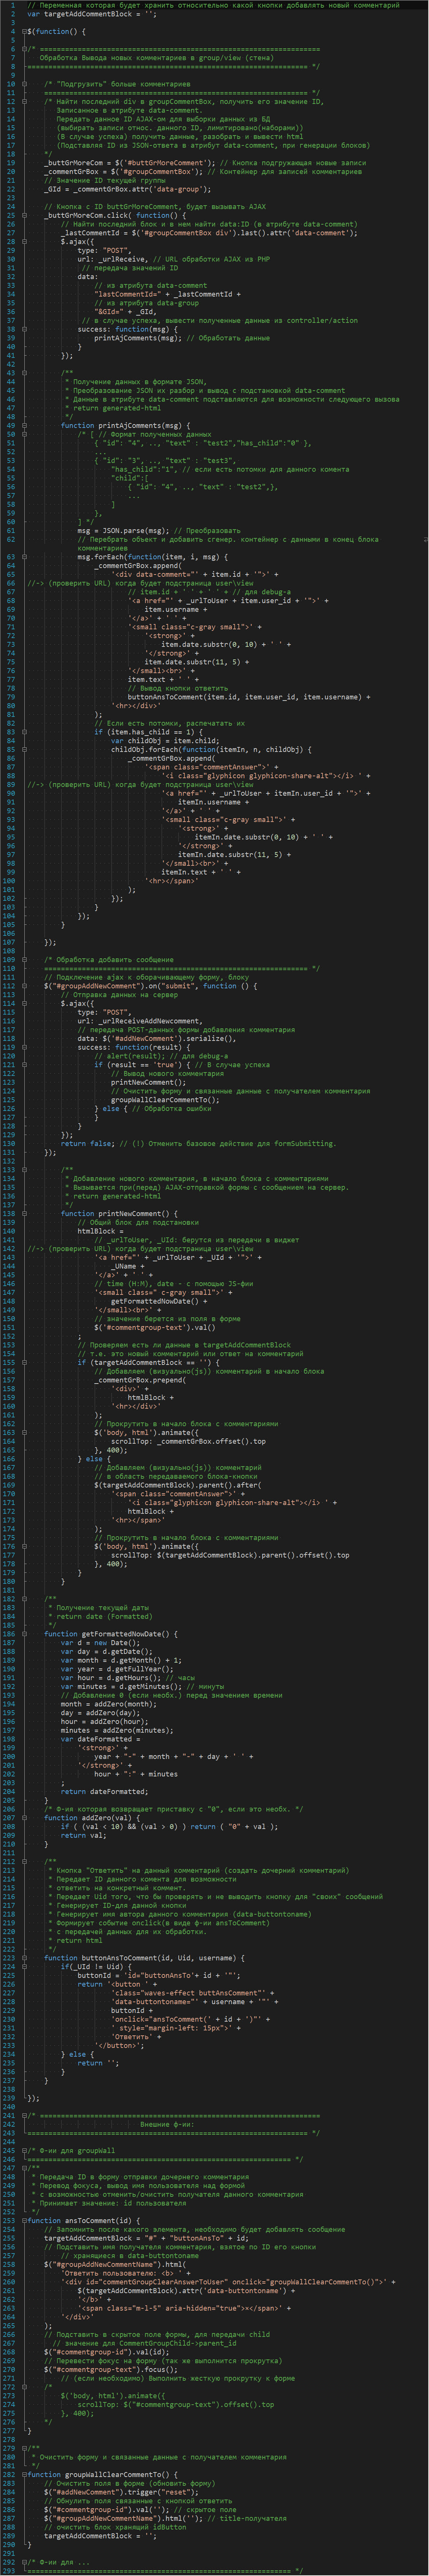 1 // Переменная которая будет хранить относительно какой кнопки добавлять новый комментарий
2 var targetAddCommentBlock = '';
3
4 $(function() {
5
6 /* ===================================================================
7 Обработка Вывода новых комментариев в group/view (стена)
8 =================================================================== */
9
10 /* "Подгрузить" больше комментариев
11 =============================================================== */
12 /* Найти последний div в groupCommentBox, получить его значение ID,
13 Записанное в атрибуте data-comment.
14 Передать данное ID AJAX-ом для выборки данных из БД
15 (выбирать записи относ. данного ID, лимитировано(наборами))
16 (В случае успеха) получить данные, разобрать и вывести html
17 (Подставляя ID из JSON-ответа в атрибут data-comment, при генерации блоков)
18 */
19 _buttGrMoreCom = $('#buttGrMoreComment'); // Кнопка подгружающая новые записи
20 _commentGrBox = $('#groupCommentBox'); // Контейнер для записей комментариев
21 // Значение ID текущей группы
22 _GId = _commentGrBox.attr('data-group');
23
24 // Кнопка с ID buttGrMoreComment, будет вызывать AJAX
25 _buttGrMoreCom.click( function() {
26 // Найти последний блок и в нем найти data:ID (в атрибуте data-comment)
27 _lastCommentId = $('#groupCommentBox div').last().attr('data-comment');
28 $.ajax({
29 type: "POST",
30 url: _urlReceive, // URL обработки AJAX из PHP
31 // передача значений ID
32 data:
33 // из атрибута data-comment
34 "lastCommentId=" + _lastCommentId +
35 // из атрибута data-group
36 "&GId=" + _GId,
37 // в случае успеха, вывести полученные данные из controller/action
38 success: function(msg) {
39 printAjComments(msg); // Обработать данные
40 }
41 });
42
43 /**
44 * Получение данных в формате JSON,
45 * Преобразование JSON их разбор и вывод с подстановкой data-comment
46 * Данные в атрибуте data-comment подставляются для возможности следующего вызова
47 * return generated-html
48 */
49 function printAjComments(msg) {
50 /* [ // Формат полученных данных
51 { "id": "4", .., "text" : "test2","has_child":"0" },
52 ...
53 { "id": "3", .., "text" : "test3",
54 "has_child":"1", // если есть потомки для данного комента
55 "child":[
56 { "id": "4", .., "text" : "test2",},
57 ...
58 ]
59 },
60 ] */
61 msg = JSON.parse(msg); // Преобразовать
62 // Перебрать объект и добавить сгенер. контейнер с данными в конец блока
комментариев
63 msg.forEach(function(item, i, msg) {
64 _commentGrBox.append(
65 '<div data-comment="' + item.id + '">' +
66 //-> (проверить URL) когда будет подстраница user\view
67 // item.id + ' ' + ' ' + // для debug-а
68 '<a href="' + _urlToUser + item.user_id + '">' +
69 item.username +
70 '</a>' + ' ' +
71 '<small class="c-gray small">' +
72 '<strong>' +
73 item.date.substr(0, 10) + ' ' +
74 '</strong>' +
75 item.date.substr(11, 5) +
76 '</small><br>' +
77 item.text + ' ' +
78 // Вывод кнопки ответить
79 buttonAnsToComment(item.id, item.user_id, item.username) +
80 '<hr></div>'
81 );
82 // Если есть потомки, распечатать их
83 if (item.has_child == 1) {
84 var childObj = item.child;
85 childObj.forEach(function(itemIn, n, childObj) {
86 _commentGrBox.append(
87 '<span class="commentAnswer">' +
88 '<i class="glyphicon glyphicon-share-alt"></i> ' +
89 //-> (проверить URL) когда будет подстраница user\view
90 '<a href="' + _urlToUser + itemIn.user_id + '">' +
91 itemIn.username +
92 '</a>' + ' ' +
93 '<small class="c-gray small">' +
94 '<strong>' +
95 itemIn.date.substr(0, 10) + ' ' +
96 '</strong>' +
97 itemIn.date.substr(11, 5) +
98 '</small><br>' +
99 itemIn.text + ' ' +
100 '<hr></span>'
101 );
102 });
103 }
104 });
105 }
106
107 });
108
109 /* Обработка добавить сообщение
110 =============================================================== */
111 // Подключение ajax к оборачивающему форму, блоку
112 $("#groupAddNewComment").on("submit", function () {
113 // Отправка данных на сервер
114 $.ajax({
115 type: "POST",
116 url: _urlReceiveAddNewcomment,
117 // передача POST-данных формы добавления комментария
118 data: $('#addNewComment').serialize(),
119 success: function(result) {
120 // alert(result); // для debug-а
121 if (result == 'true') { // В случае успеха
122 // Вывод нового комментария
123 printNewComment();
124 // Очистить форму и связанные данные с получателем комментария
125 groupWallClearCommentTo();
126 } else { // Обработка ошибки
127 }
128 }
129 });
130 return false; // (!) Отменить базовое действие для formSubmitting.
131 });
132
133 /**
134 * Добавление нового комментария, в начало блока с комментариями
135 * Вызывается при(перед) AJAX-отправкой формы с сообщением на сервер.
136 * return generated-html
137 */
138 function printNewComment() {
139 // Общий блок для подстановки
140 htmlBlock =
141 // _urlToUser, _UId: берутся из передачи в виджет
142 //-> (проверить URL) когда будет подстраница user\view
143 '<a href="' + _urlToUser + _UId + '">' +
144 _UName +
145 '</a>' + ' ' +
146 // time (H:M), date - с помощью JS-фии
147 '<small class=" c-gray small">' +
148 getFormattedNowDate() +
149 '</small><br>' +
150 // значение берется из поля в форме
151 $('#commentgroup-text').val()
152 ;
153 // Проверяем есть ли данные в targetAddCommentBlock
154 // т.е. это новый комментарий или ответ на комментарий
155 if (targetAddCommentBlock == '') {
156 // Добавляем (визуально(js)) комментарий в начало блока
157 _commentGrBox.prepend(
158 '<div>' +
159 htmlBlock +
160 '<hr></div>'
161 );
162 // Прокрутить в начало блока с комментариями
163 $('body, html').animate({
164 scrollTop: _commentGrBox.offset().top
165 }, 400);
166 } else {
167 // Добавляем (визуально(js)) комментарий
168 // в область передаваемого блока-кнопки
169 $(targetAddCommentBlock).parent().after(
170 '<span class="commentAnswer">' +
171 '<i class="glyphicon glyphicon-share-alt"></i> ' +
172 htmlBlock +
173 '<hr></span>'
174 );
175 // Прокрутить в начало блока с комментариями
176 $('body, html').animate({
177 scrollTop: $(targetAddCommentBlock).parent().offset().top
178 }, 400);
179 }
180 }
181
182 /**
183 * Получение текущей даты
184 * return date (Formatted)
185 */
186 function getFormattedNowDate() {
187 var d = new Date();
188 var day = d.getDate();
189 var month = d.getMonth() + 1;
190 var year = d.getFullYear();
191 var hour = d.getHours(); // часы
192 var minutes = d.getMinutes(); // минуты
193 // Добавление 0 (если необх.) перед значением времени
194 month = addZero(month);
195 day = addZero(day);
196 hour = addZero(hour);
197 minutes = addZero(minutes);
198 var dateFormatted =
199 '<strong>' +
200 year + "-" + month + "-" + day + ' ' +
201 '</strong>' +
202 hour + ":" + minutes
203 ;
204 return dateFormatted;
205 }
206 /* Ф-ия которая возвращает приставку с "0", если это необх. */
207 function addZero(val) {
208 if ( (val < 10) && (val > 0) ) return ( "0" + val );
209 return val;
210 }
211
212 /**
213 * Кнопка "Ответить" на данный комментарий (создать дочерний комментарий)
214 * Передает ID данного комента для возможности
215 * ответить на конкретный коммент.
216 * Передает Uid того, что бы проверять и не выводить кнопку для "своих" сообщений
217 * Генерирует ID-для данной кнопки
218 * Генерирует имя автора данного комментария (data-buttontoname)
219 * Формирует событие onclick(в виде ф-ии ansToComment)
220 * с передачей данных для их обработки.
221 * return html
222 */
223 function buttonAnsToComment(id, Uid, username) {
224 if(_UId != Uid) {
225 buttonId = 'id="buttonAnsTo'+ id + '"';
226 return '<button ' +
227 'class="waves-effect buttAnsComment"' +
228 'data-buttontoname="' + username + '"' +
229 buttonId +
230 'onclick="ansToComment(' + id + ')"' +
231 ' style="margin-left: 15px">' +
232 'Ответить' +
233 '</button>';
234 } else {
235 return '';
236 }
237 }
238
239 });
240
241 /* ===================================================================
242 Внешние ф-ии:
243 =================================================================== */
244
245 /* Ф-ии для groupWall
246 =============================================================== */
247 /**
248 * Передача ID в форму отправки дочернего комментария
249 * Перевод фокуса, вывод имя пользователя над формой
250 * с возможностью отменить/очистить получателя данного комментария
251 * Принимает значение: id пользователя
252 */
253 function ansToComment(id) {
254 // Запомнить после какого элемента, необходимо будет добавлять сообщение
255 targetAddCommentBlock = "#" + "buttonAnsTo" + id;
256 // Подставить имя получателя комментария, взятое по ID его кнопки
257 // хранящиеся в data-buttontoname
258 $("#groupAddNewCommentName").html(
259 'Ответить пользователю: <b> ' +
260 '<div id="commentGroupClearAnswerToUser" onclick="groupWallClearCommentTo()">' +
261 $(targetAddCommentBlock).attr('data-buttontoname') +
262 '</b>' +
263 '<span class="m-l-5" aria-hidden="true">×</span>' +
264 '</div>'
265 );
266 // Подставить в скрытое поле формы, для передачи child
267 // значение для CommentGroupChild->parent_id
268 $("#commentgroup-id").val(id);
269 // Перевести фокус на форму (так же выполнится прокрутка)
270 $("#commentgroup-text").focus();
271 // (если необходимо) Выполнить жесткую прокрутку к форме
272 /*
273 $('body, html').animate({
274 scrollTop: $("#commentgroup-text").offset().top
275 }, 400);
276 */
277 }
278
279 /**
280 * Очистить форму и связанные данные с получателем комментария
281 */
282 function groupWallClearCommentTo() {
283 // Очистить поля в форме (обновить форму)
284 $("#addNewComment").trigger("reset");
285 // Обнулить поля связанные с кнопкой ответить
286 $("#commentgroup-id").val(''); // скрытое поле
287 $("#groupAddNewCommentName").html(''); // title-получателя
288 // очистить блок хранящий idButton
289 targetAddCommentBlock = '';
290 }
291
292 /* Ф-ии для ...
293 =============================================================== */